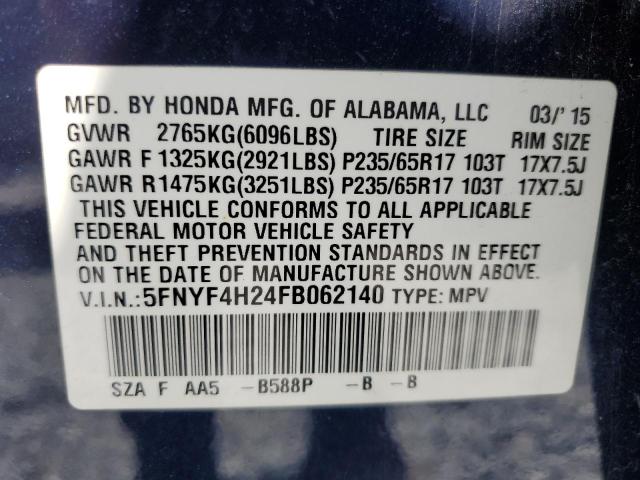 MFD. BY HONDA MFG. OF ALABAMA, LLC 03/'15
GVWR 2765KG(6096LBS) TIRE SIZE RIM SIZE
GAWR F 1325KG(2921LBS) P235/65R17 103T 17X7.5J
GAWR R1475KG(3251LBS) P235/65R17 103T 17X7.5J
THIS VEHICLE CONFORMS TO ALL APPLICABLE
FEDERAL MOTOR VEHICLE SAFETY
AND THEFT PREVENTION STANDARDS IN EFFECT
ON THE DATE OF MANUFACTURE SHOWN ABOVE.
V.I.N.:5FNYF4H24FB062140 TYPE: MPV
SZA F AA5 -B588P -B -B